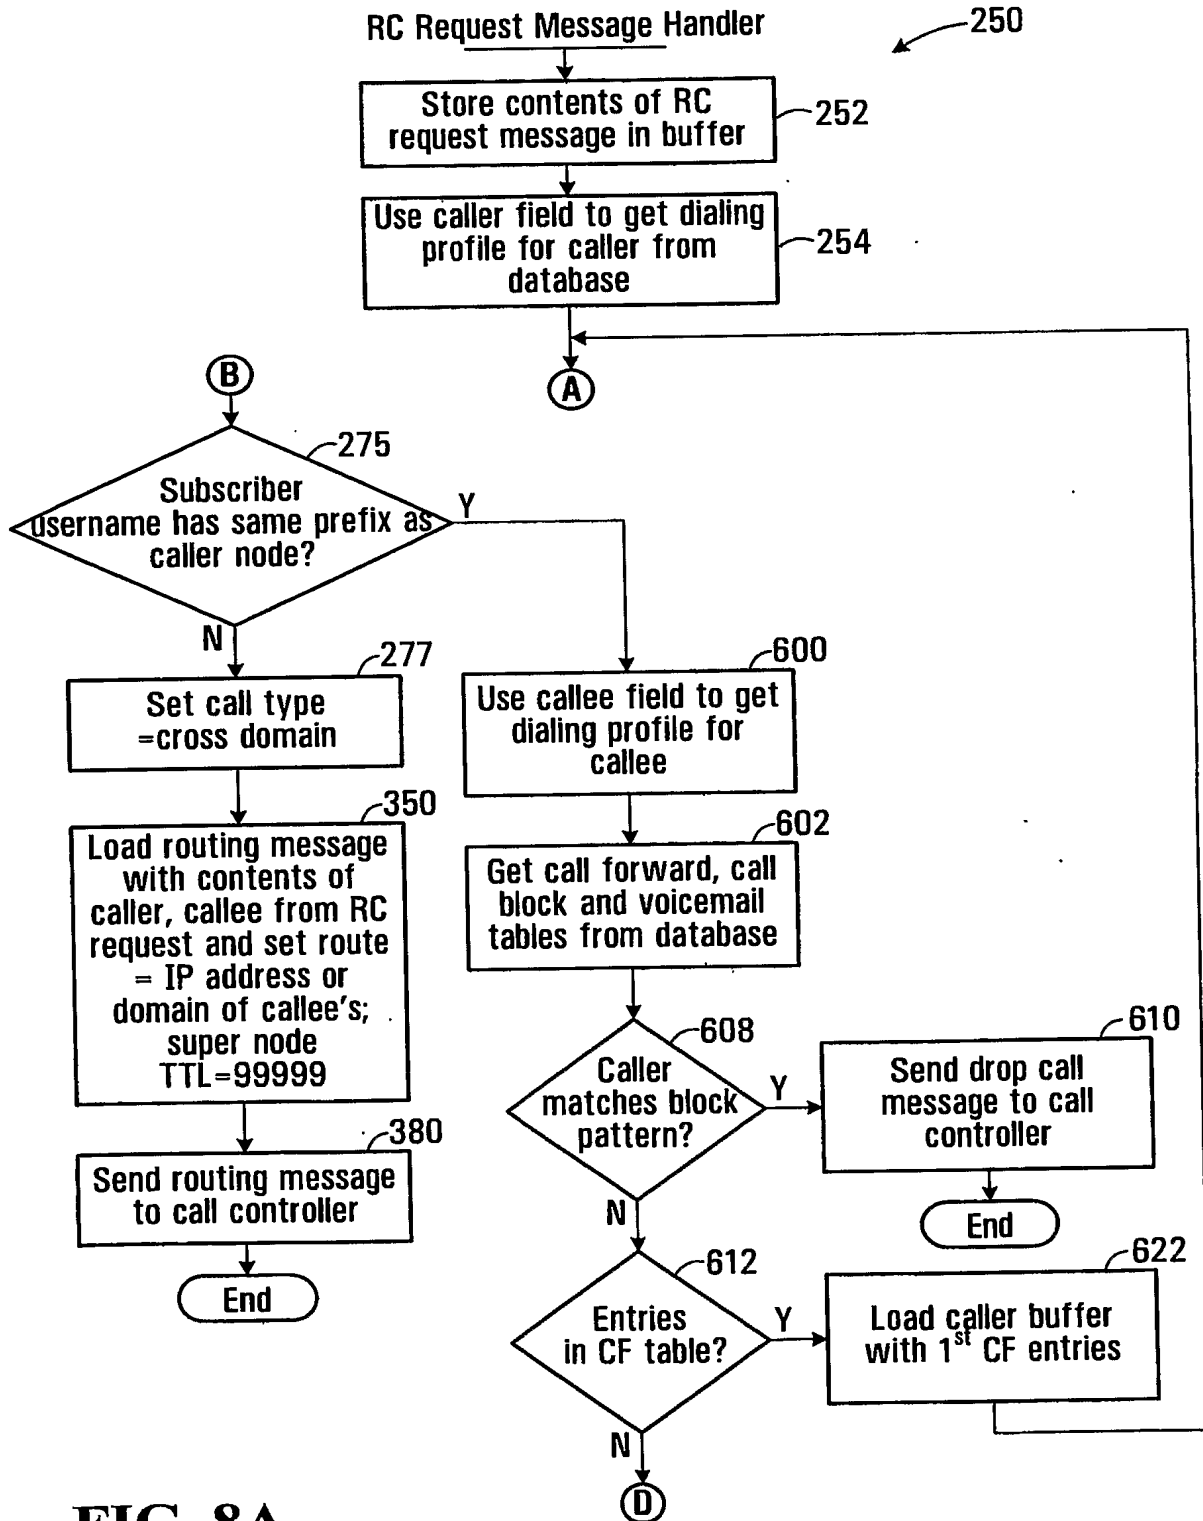 RC Request Message Handler
250
Store contents of RC
request message in buffer
252
Use caller field to get dialing
profile for caller from
database
254
B
A
275
Subscriber
username has same prefix as
caller node?
Y
N
277
Set call type
=cross domain
350
Load routing message
with contents of
caller, callee from RC
request and set route
= IP address or
domain of callee's;
super node
TTL=99999
380
Send routing message
to call controller
End
600
Use callee field to get
dialing profile for
callee
602
Get call forward, call
block and voicemail
tables from database
608
Caller
matches block
pattern?
Y
N
610
Send drop call
message to call
controller
End
612
Entries
in CF table?
Y
N
622
Load caller buffer
with 1st CF entries
D
FIG. 8A